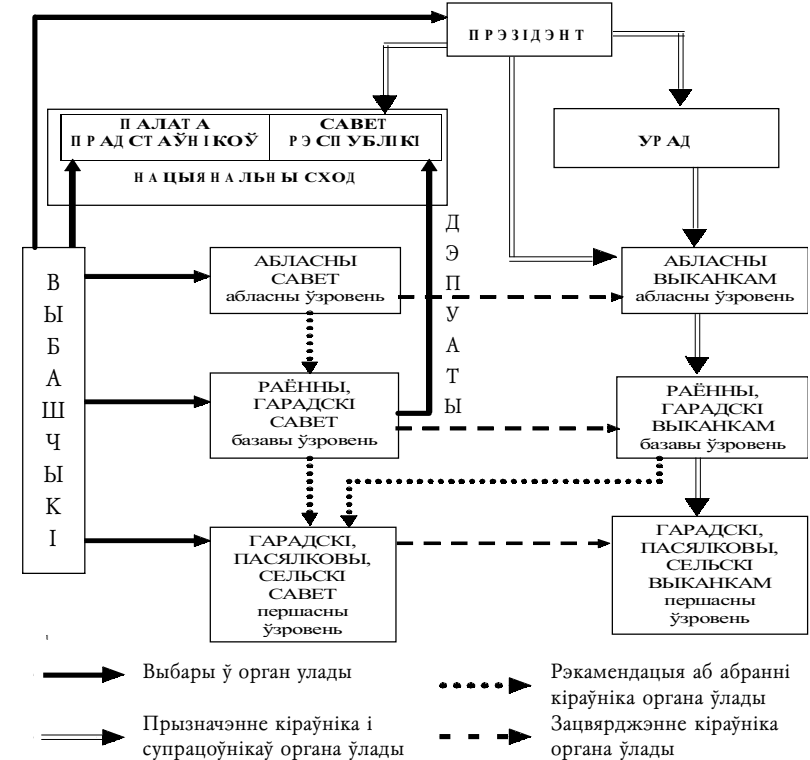 ПРЭЗІДЭНТ
ПАЛАТА
ПРАДСТАЎНІКОЎ
САВЕТ
РЭСПУБЛІКІ
НАЦЫЯНАЛЬНЫ СХОД
УРАД
ДЭПУАТЫ
ВЫБАШЧЫКІ
АБЛАСНЫ
САВЕТ
абласны ўзровень
АБЛАСНЫ
ВЫКАНКАМ
абласны ўзровень
РАЁННЫ,
ГАРАДСКІ
САВЕТ
базавы ўзровень
РАЁННЫ,
ГАРАДСКІ
ВЫКАНКАМ
базавы ўзровень
ГАРАДСКІ,
ПАСЯЛКОВЫ,
СЕЛЬСКІ
САВЕТ
першасны
ўзровень
ГАРАДСКІ,
ПАСЯЛКОВЫ,
СЕЛЬСКІ
ВЫКАНКАМ
першасны
ўзровень
Выбары ў орган улады
Прызначэнне кіраўніка і
супрацоўнікаў органа ўлады
Рэкамендацыя аб абранні
кіраўніка органа ўлады
Зацвярджэнне кіраўніка
органа ўлады